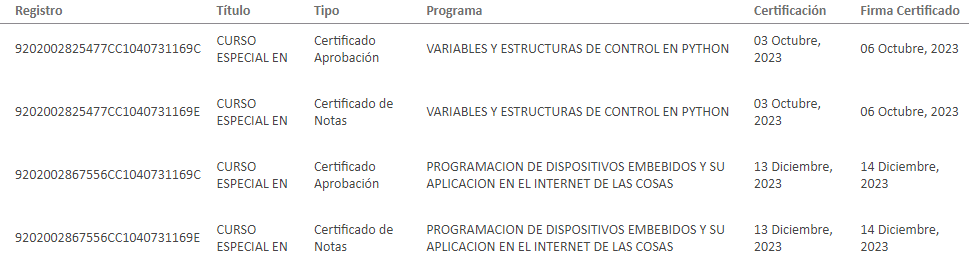 Registro Título Tipo Programa Certificación Firma Certificado
9202002825477CC1040731169C CURSO ESPECIAL EN Certificado Aprobación VARIABLES Y ESTRUCTURAS DE CONTROL EN PYTHON 03 Octubre, 2023 06 Octubre, 2023
9202002825477CC1040731169E CURSO ESPECIAL EN Certificado de Notas VARIABLES Y ESTRUCTURAS DE CONTROL EN PYTHON 03 Octubre, 2023 06 Octubre, 2023
9202002867556CC1040731169C CURSO ESPECIAL EN Certificado Aprobación PROGRAMACION DE DISPOSITIVOS EMBEBIDOS Y SU APLICACION EN EL INTERNET DE LAS COSAS 13 Diciembre, 2023 14 Diciembre, 2023
9202002867556CC1040731169E CURSO ESPECIAL EN Certificado de Notas PROGRAMACION DE DISPOSITIVOS EMBEBIDOS Y SU APLICACION EN EL INTERNET DE LAS COSAS 13 Diciembre, 2023 14 Diciembre, 2023